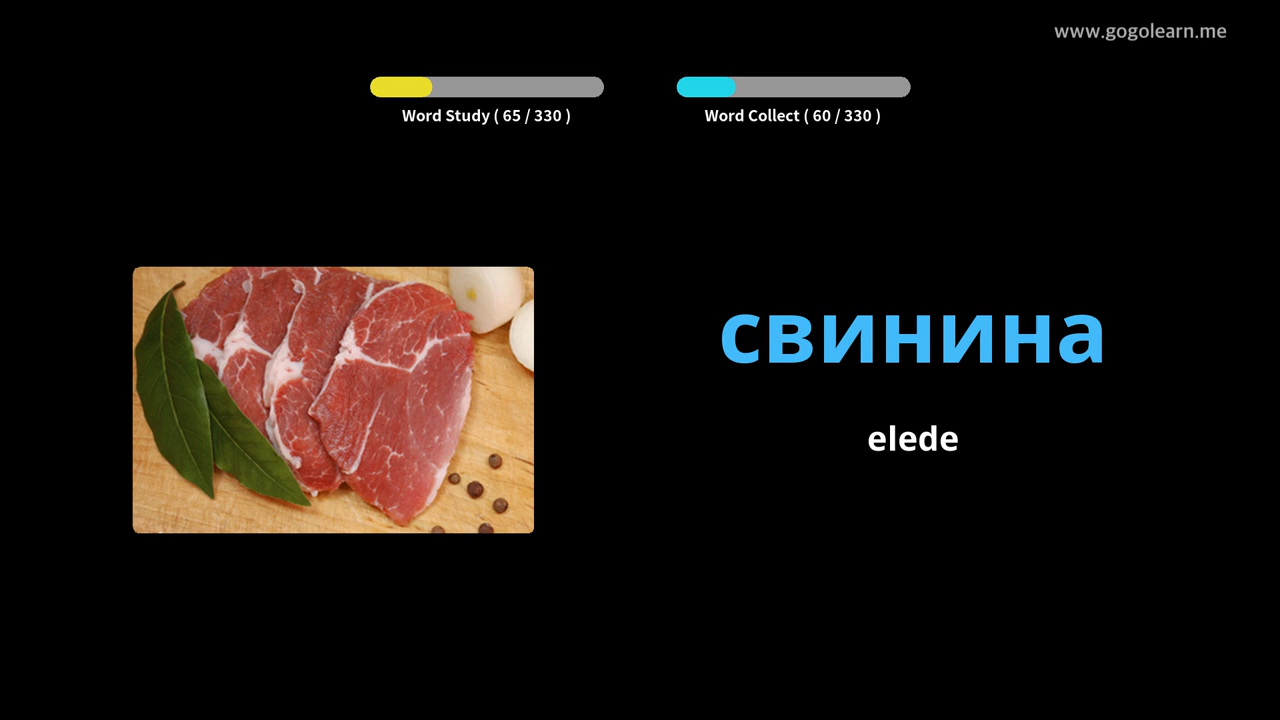 www.gogolearn.me
Word Study ( 65 / 330 )
Word Collect ( 60 / 330 )
свинина
elede